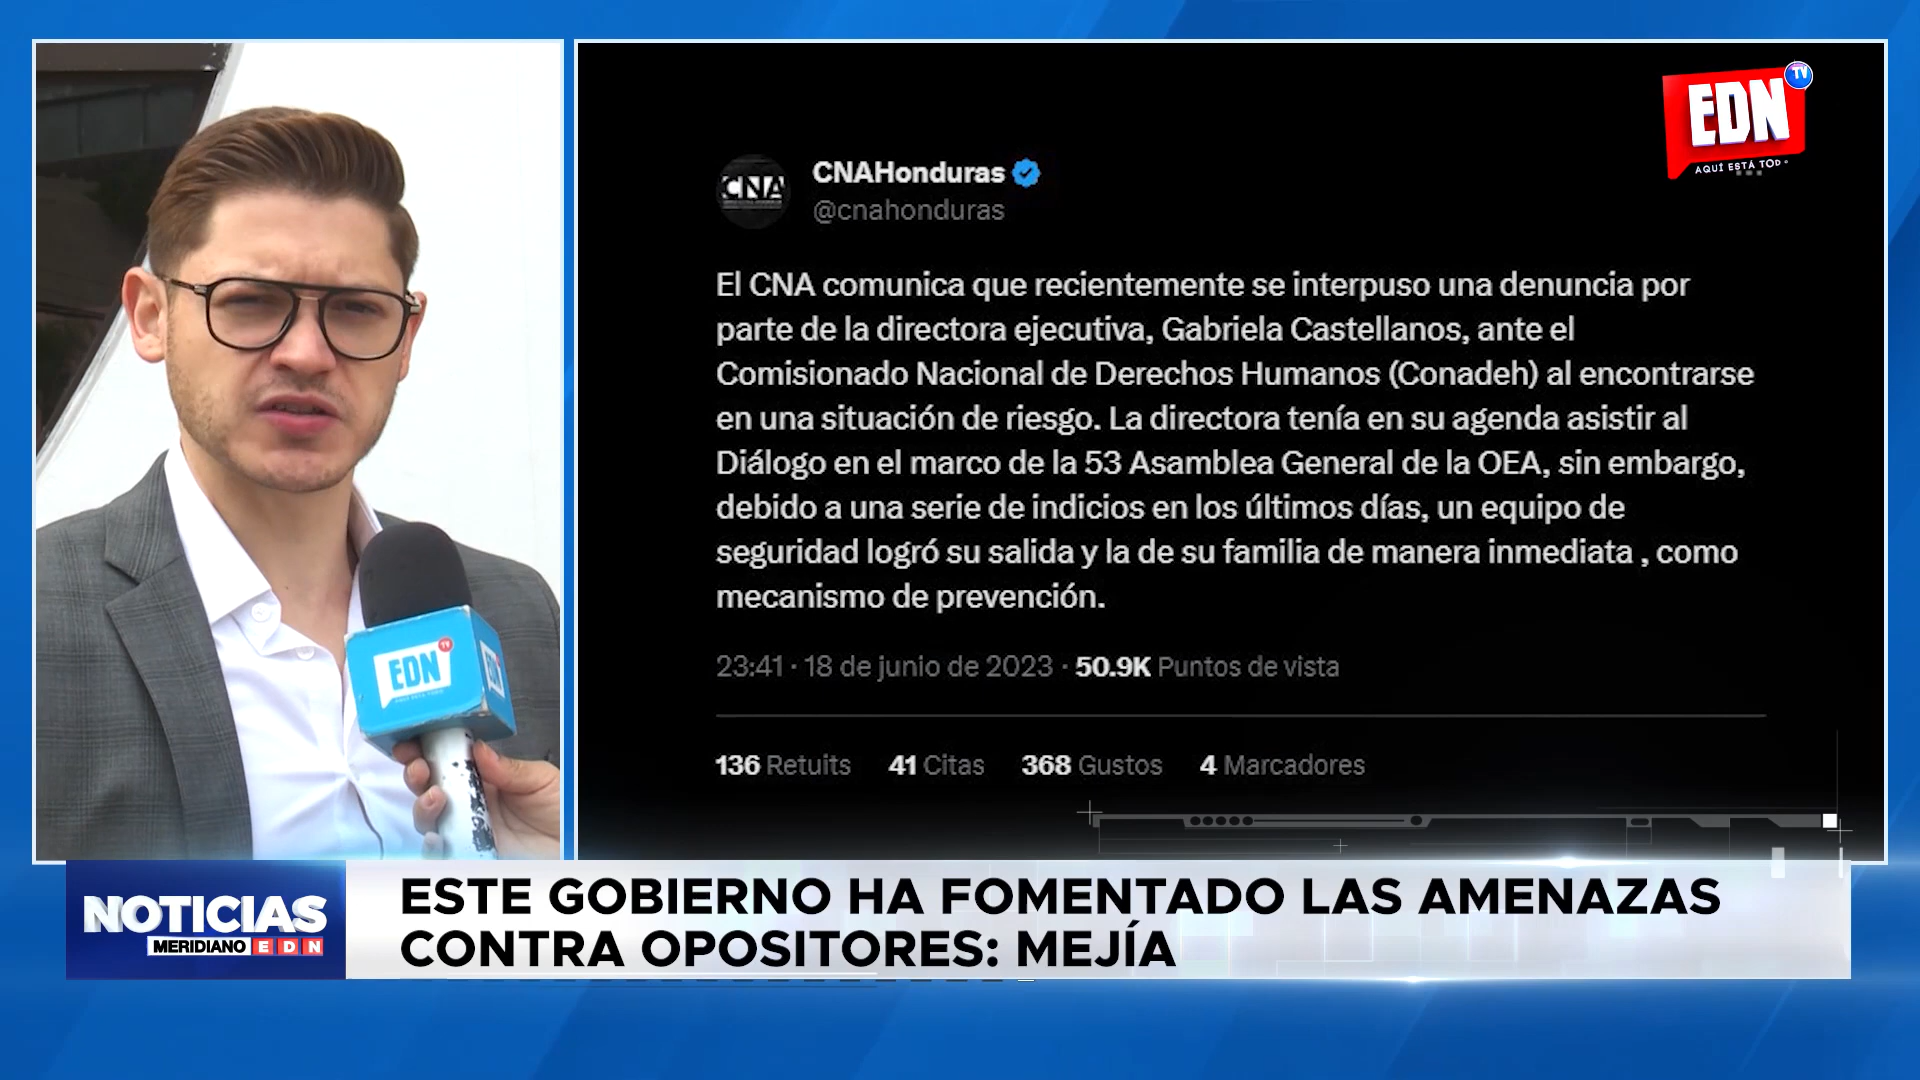 EDN TV
AQUÍ ESTÁ TOD
CNA
CNAHonduras
@cnahonduras
El CNA comunica que recientemente se interpuso una denuncia por
parte de la directora ejecutiva, Gabriela Castellanos, ante el
Comisionado Nacional de Derechos Humanos (Conadeh) al encontrarse
en una situación de riesgo. La directora tenía en su agenda asistir al
Diálogo en el marco de la 53 Asamblea General de la OEA, sin embargo,
debido a una serie de indicios en los últimos días, un equipo de
seguridad logró su salida y la de su familia de manera inmediata , como
mecanismo de prevención.
23:41 · 18 de junio de 2023 · 50.9K Puntos de vista
136 Retuits 41 Citas 368 Gustos 4 Marcadores
EDN TV
EDN
NOTICIAS
MERIDIANO EDN
ESTE GOBIERNO HA FOMENTADO LAS AMENAZAS
CONTRA OPOSITORES: MEJÍA